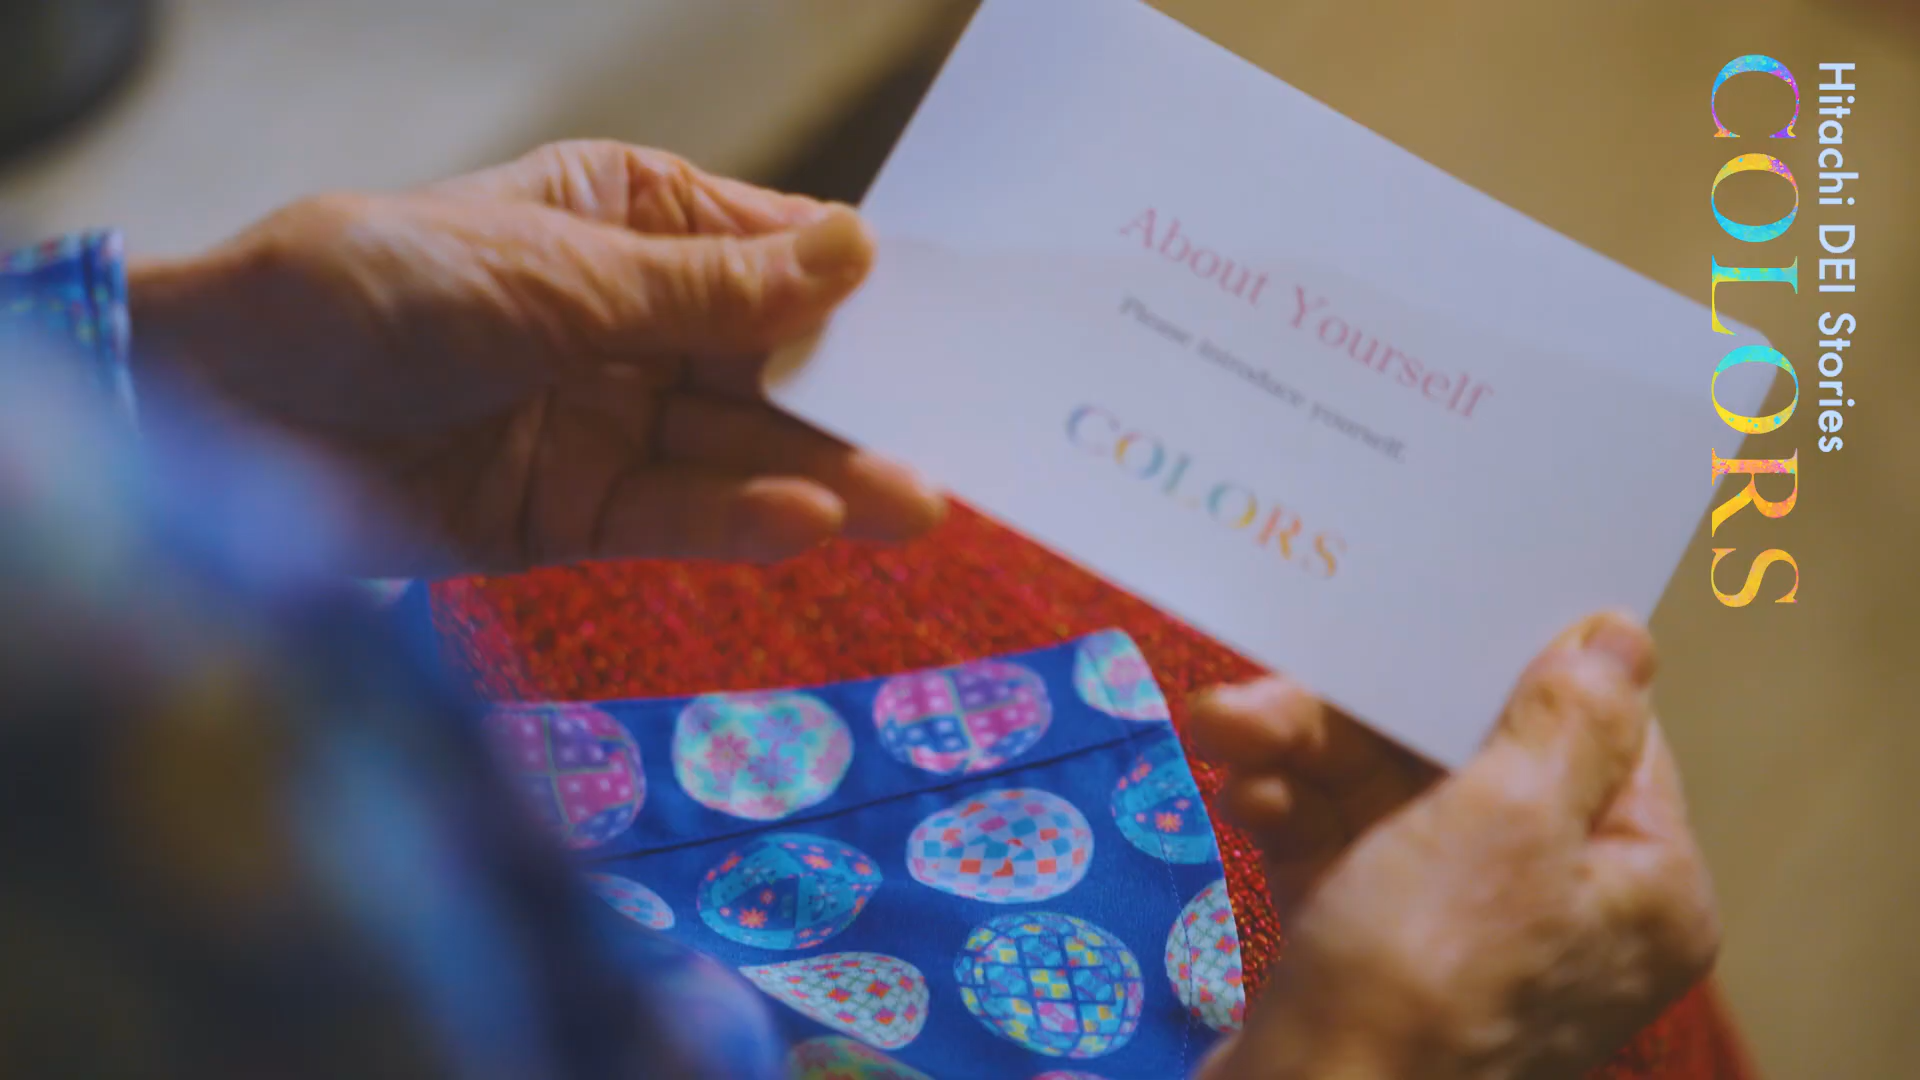 About Yourself
Please introduce yourself.
COLORS
Hitachi DEI Stories
COLORS